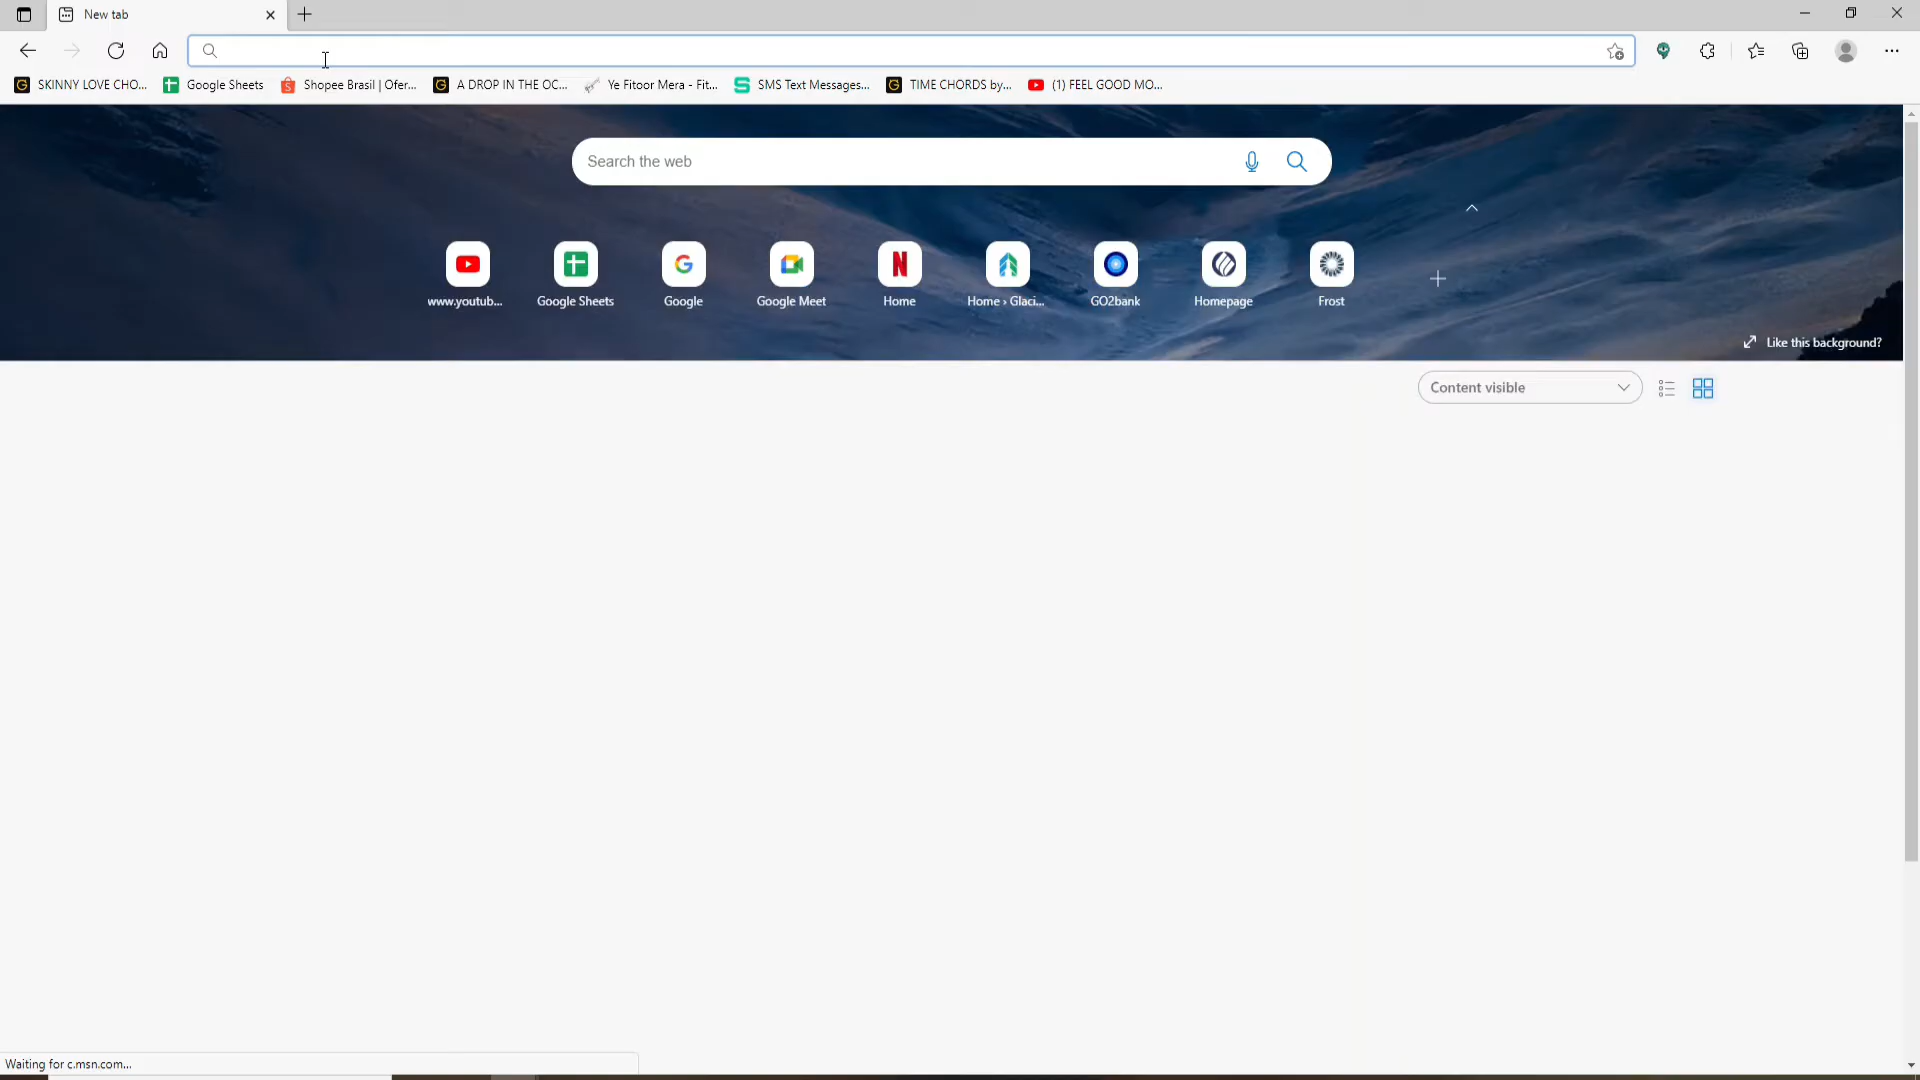 New tab
SKINNY LOVE CHO...
Google Sheets
Shopee Brasil | Ofer...
A DROP IN THE OC...
Ye Fitoor Mera - Fit...
SMS Text Messages...
TIME CHORDS by...
(1) FEEL GOOD MO...
Search the web
www.youtub...
Google Sheets
Google
Google Meet
Home
Home › Glaci...
GO2bank
Homepage
Frost
Like this background?
Content visible
Waiting for c.msn.com...